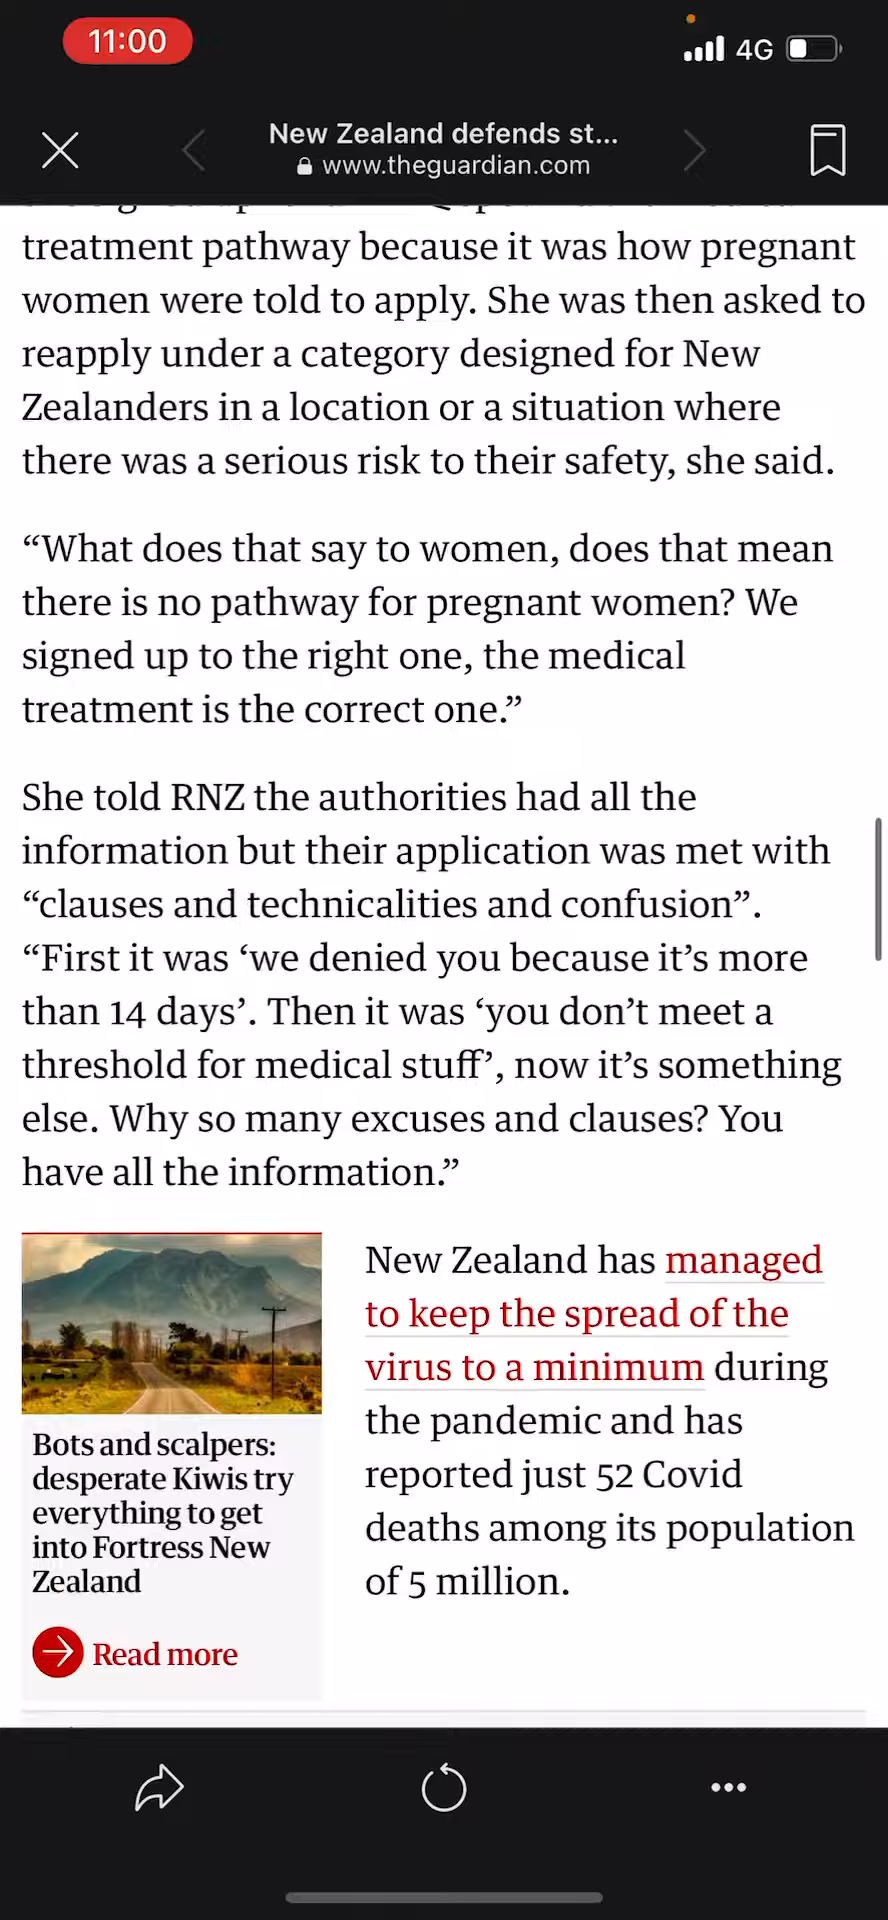 11:00
4G
New Zealand defends st...
www.theguardian.com
treatment pathway because it was how pregnant
women were told to apply. She was then asked to
reapply under a category designed for New
Zealanders in a location or a situation where
there was a serious risk to their safety, she said.
“What does that say to women, does that mean
there is no pathway for pregnant women? We
signed up to the right one, the medical
treatment is the correct one.”
She told RNZ the authorities had all the
information but their application was met with
“clauses and technicalities and confusion”.
“First it was ‘we denied you because it’s more
than 14 days’. Then it was ‘you don’t meet a
threshold for medical stuff’, now it’s something
else. Why so many excuses and clauses? You
have all the information.”
Bots and scalpers:
desperate Kiwis try
everything to get
into Fortress New
Zealand
Read more
New Zealand has managed
to keep the spread of the
virus to a minimum during
the pandemic and has
reported just 52 Covid
deaths among its population
of 5 million.